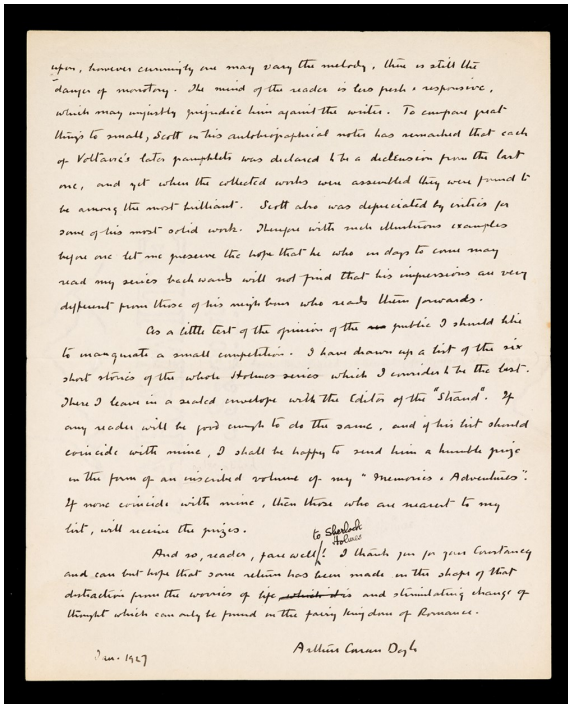 upon, however cunningly one may vary the melody, there is still the
danger of monotony. The mind of the reader is less fresh & responsive,
which may unjustly prejudice him against the writer. To compare great
things to small, Scott in his autobiographical notes has remarked that each
of Voltaire's later pamphlets was declared to be a declension from the last
one, and yet when the collected works were assembled they were found to
be among the most brilliant. Scott also was depreciated by critics for
some of his most solid work. Therefore with such illustrious examples
before one let me preserve the hope that he who in days to come may
read my series backwards will not find that his impressions are very
different from those of his neighbour who reads them forwards.
As a little test of the opinion of the public I should like
to inaugurate a small competition. I have drawn up a list of the six
short stories of the whole Holmes series which I consider to be the best.
These I leave in a sealed envelope with the Editor of the "Strand". If
any reader will be good enough to do the same, and if his list should
coincide with mine, I shall be happy to send him a humble prize
in the form of an inscribed volume of my "Memories & Adventures".
If none coincide with mine, then those who are nearest to my
list, will receive the prizes.
to Sherlock
Holmes
And so, reader, farewell! I thank you for your Constancy
and can but hope that some return has been made in the shape of that
distraction from the worries of life which is and stimulating change of
thought which can only be found in the fairy kingdom of Romance.
Arthur Conan Doyle
Jan. 1927